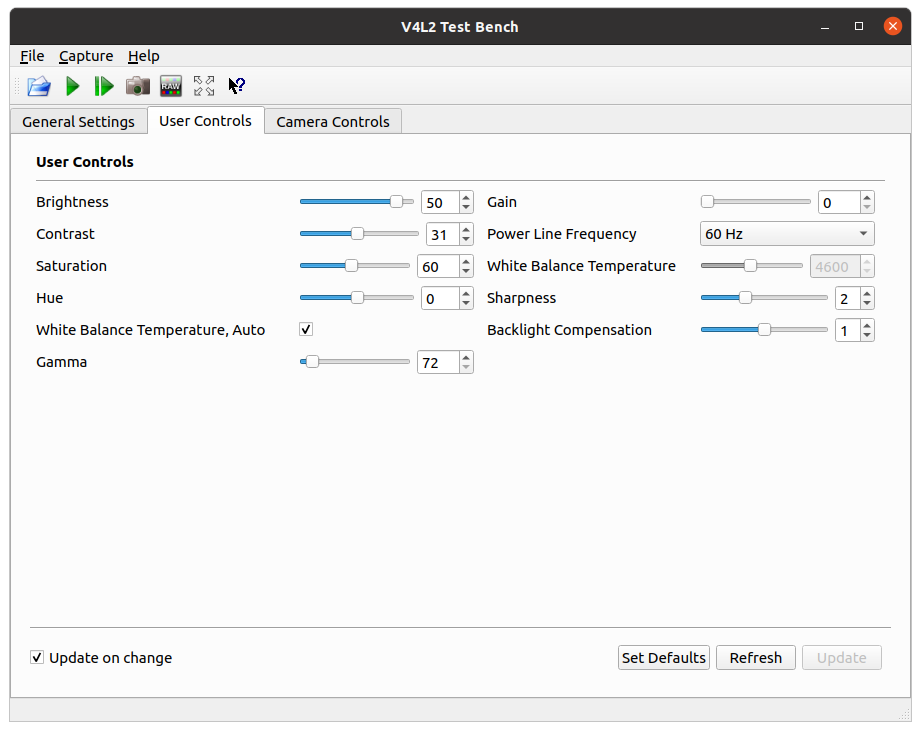 V4L2 Test Bench
File Capture Help
RAW
General Settings User Controls Camera Controls
User Controls
Brightness 50 Gain 0
Contrast 31 Power Line Frequency 60 Hz
Saturation 60 White Balance Temperature 4600
Hue 0 Sharpness 2
White Balance Temperature, Auto Backlight Compensation 1
Gamma 72
Update on change Set Defaults Refresh Update